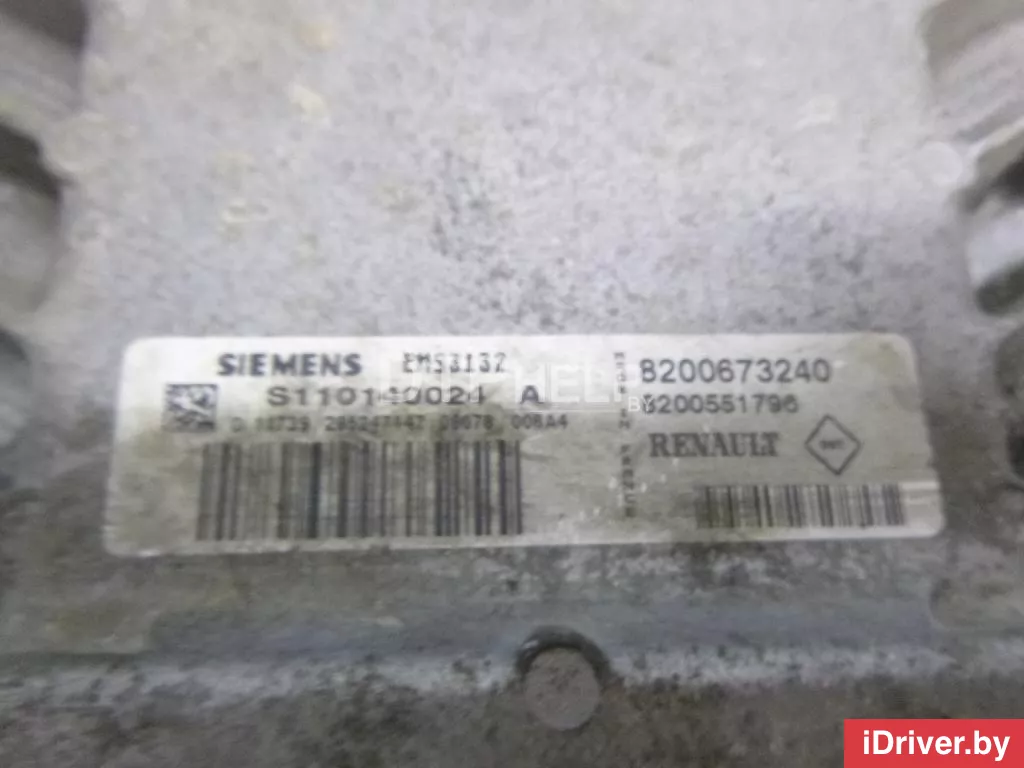 SIEMENS EMS3132
S110140024 A
8200673240
8200551796
RENAULT
iDriver.by